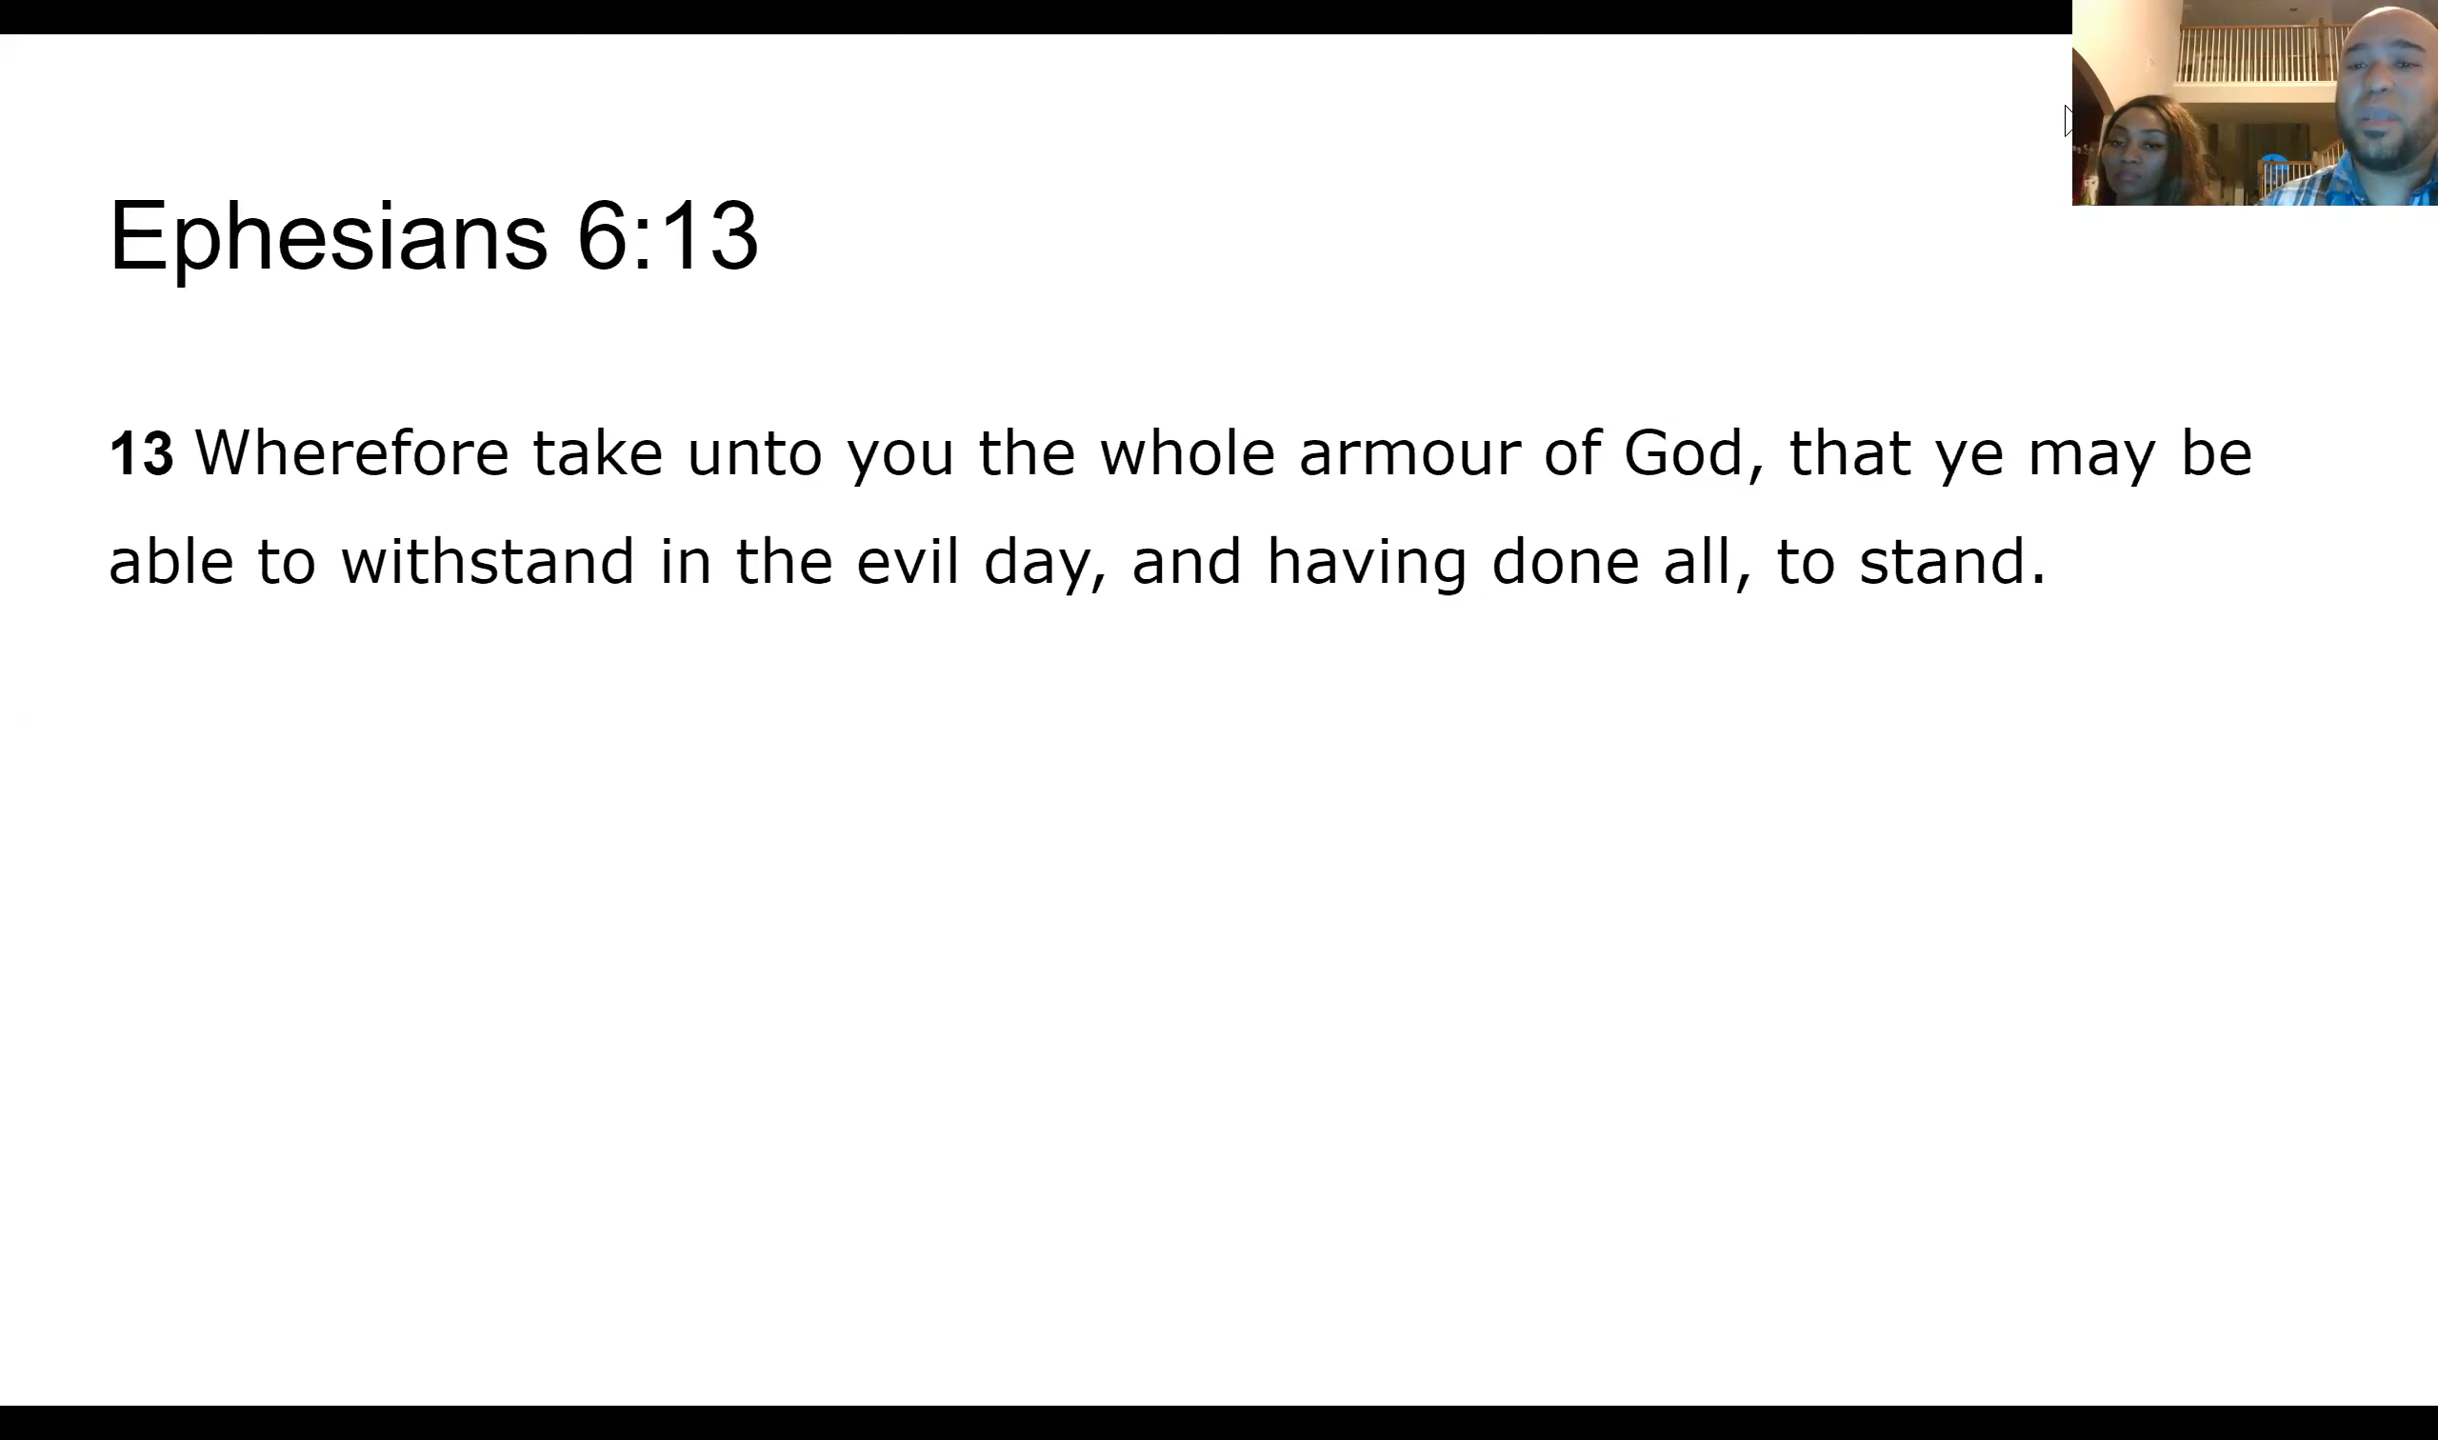 Ephesians 6:13
13 Wherefore take unto you the whole armour of God, that ye may be
able to withstand in the evil day, and having done all, to stand.